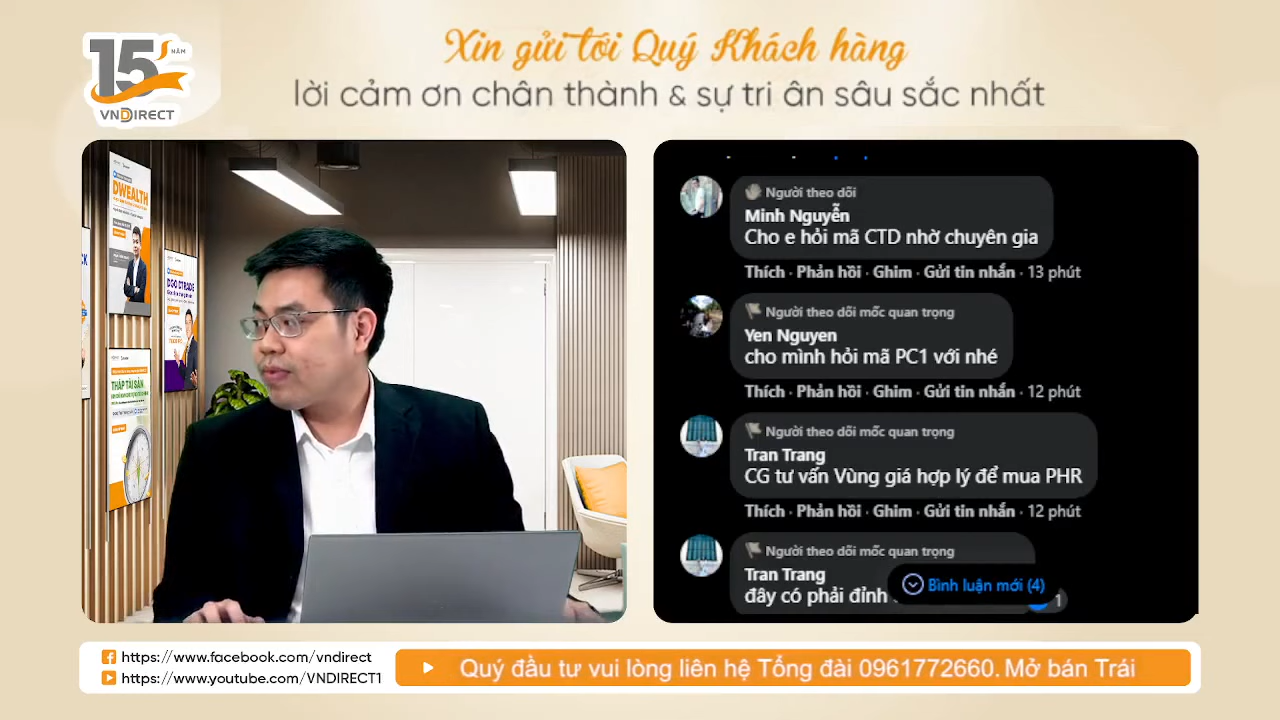 15 NĂM
VNDIRECT
Xin gửi tới Quý Khách hàng
lời cảm ơn chân thành & sự tri ân sâu sắc nhất
DWEALTH
DGO CTRADE
THÁP TÀI SẢN
Người theo dõi
Minh Nguyễn
Cho e hỏi mã CTD nhờ chuyên gia
Thích · Phản hồi · Ghim · Gửi tin nhắn · 13 phút
Người theo dõi mốc quan trọng
Yen Nguyen
cho mình hỏi mã PC1 với nhé
Thích · Phản hồi · Ghim · Gửi tin nhắn · 12 phút
Người theo dõi mốc quan trọng
Tran Trang
CG tư vấn Vùng giá hợp lý để mua PHR
Thích · Phản hồi · Ghim · Gửi tin nhắn · 12 phút
Người theo dõi mốc quan trọng
Tran Trang
đây có phải đỉnh
Bình luận mới (4)
1
https://www.facebook.com/vndirect
https://www.youtube.com/VNDIRECT1
Quý đầu tư vui lòng liên hệ Tổng đài 0961772660. Mở bán Trái